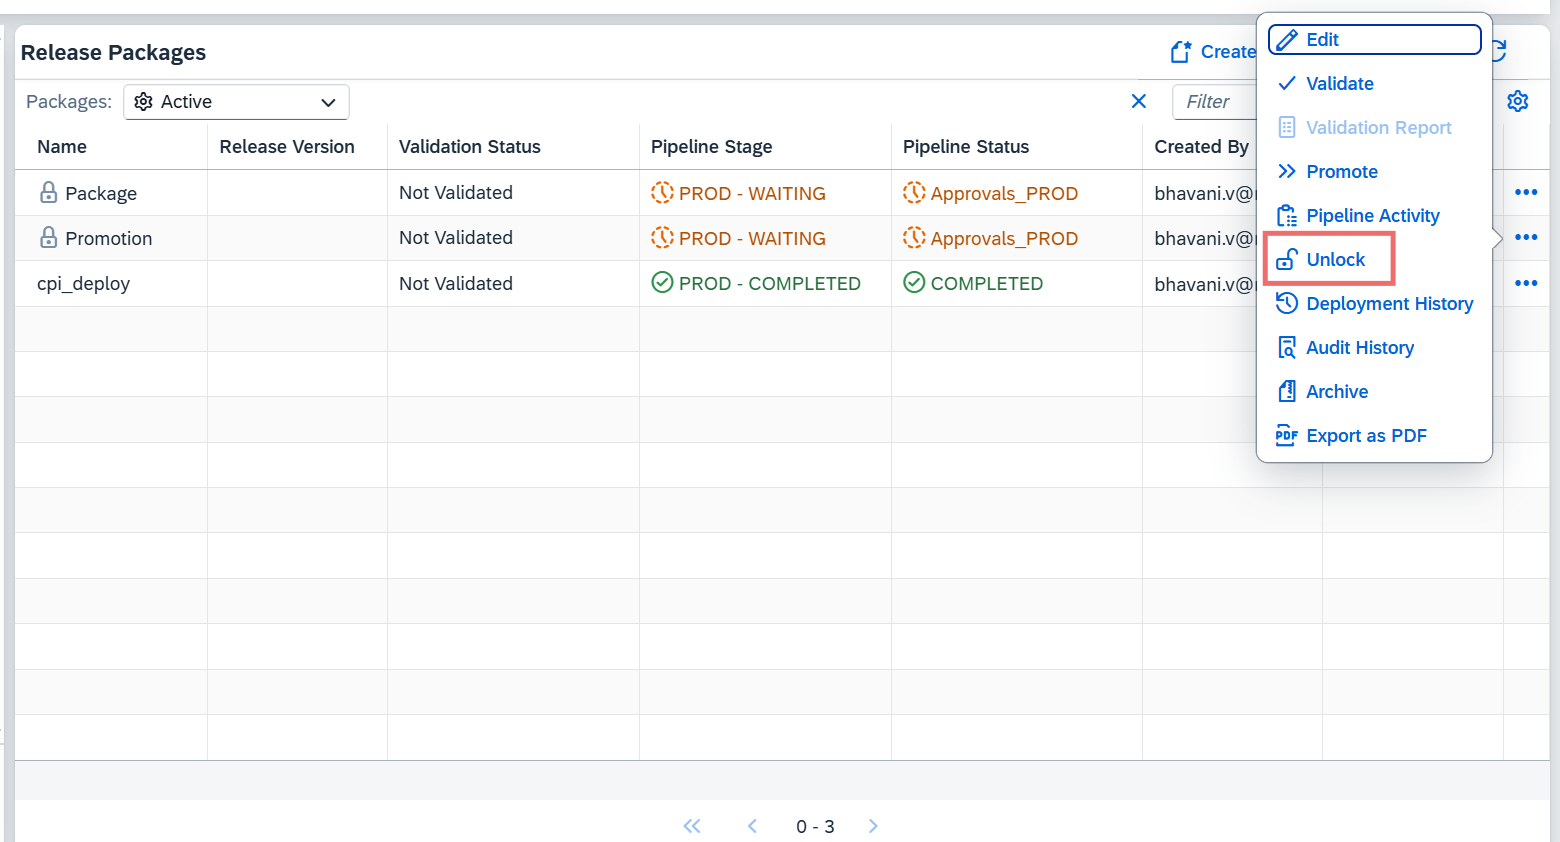 Release Packages
Create
Packages: Active
Filter
Name Release Version Validation Status Pipeline Stage Pipeline Status Created By
Package Not Validated PROD - WAITING Approvals_PROD bhavani.v@
Promotion Not Validated PROD - WAITING Approvals_PROD bhavani.v@
cpi_deploy Not Validated PROD - COMPLETED COMPLETED bhavani.v@
Edit
Validate
Validation Report
Promote
Pipeline Activity
Unlock
Deployment History
Audit History
Archive
PDF Export as PDF
0 - 3